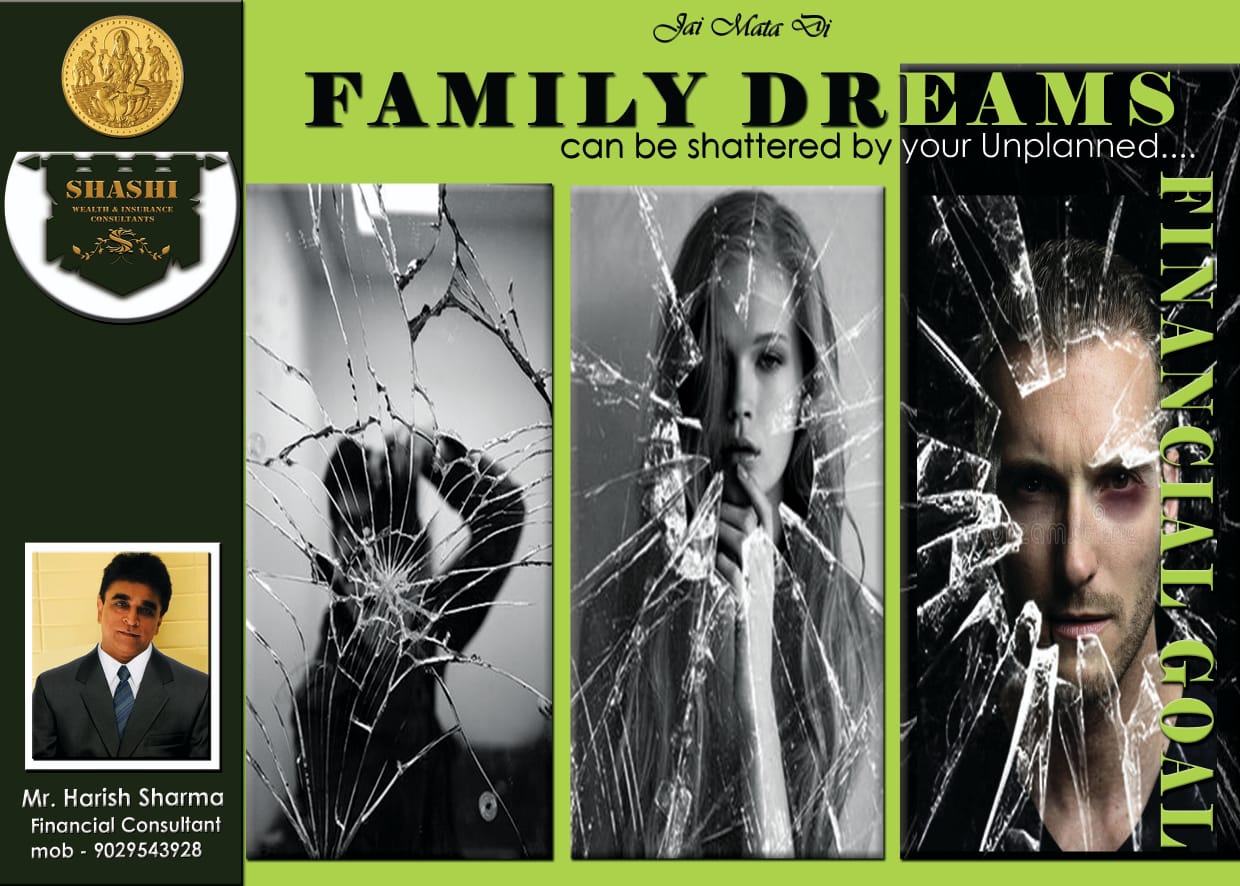 Jai Mata Di
FAMILY DREAMS
can be shattered by your Unplanned....
FINANCIAL GOAL
SHASHI
WEALTH & INSURANCE
CONSULTANTS
Mr. Harish Sharma
Financial Consultant
mob - 9029543928